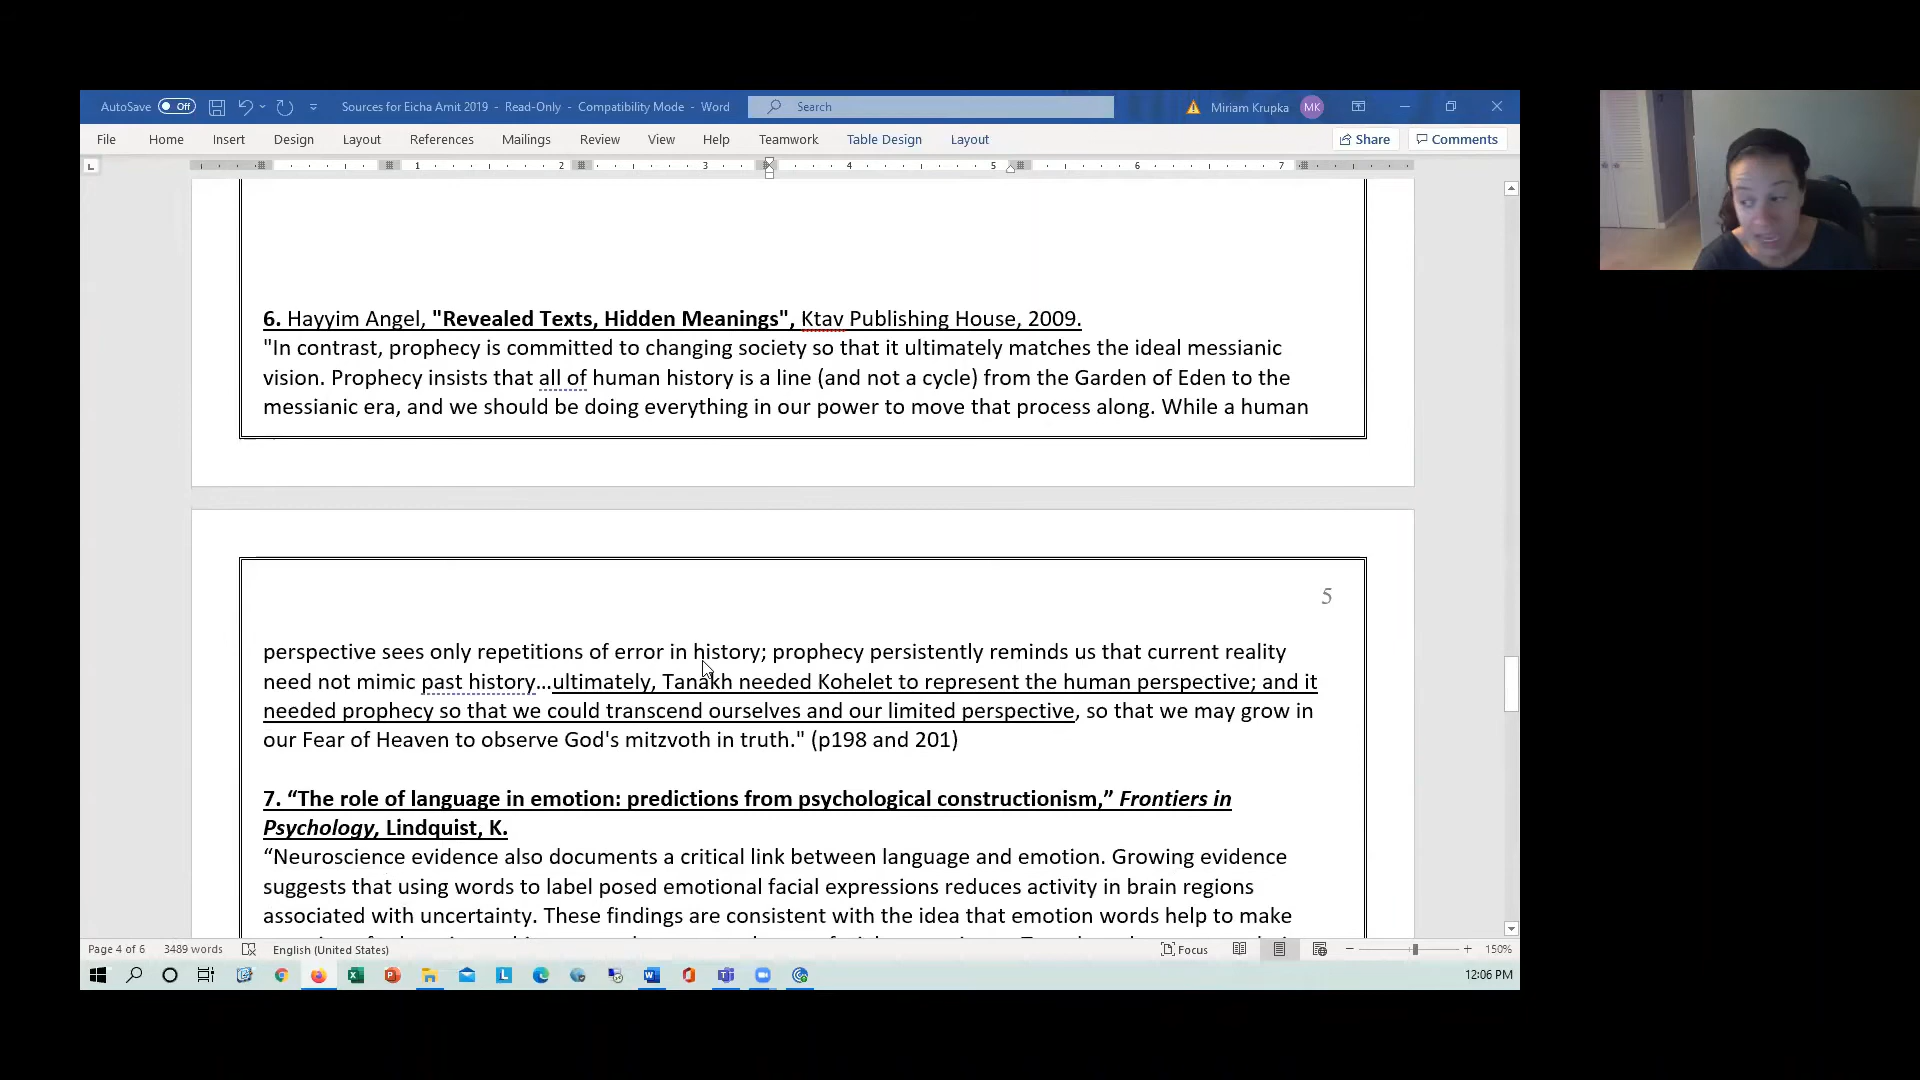 AutoSave Off Sources for Eicha Amit 2019 - Read-Only - Compatibility Mode - Word Search Miriam Krupka MK
File Home Insert Design Layout References Mailings Review View Help Teamwork Table Design Layout Share Comments
1 2 3 4 5 6 7
6. Hayyim Angel, "Revealed Texts, Hidden Meanings", Ktav Publishing House, 2009.
"In contrast, prophecy is committed to changing society so that it ultimately matches the ideal messianic
vision. Prophecy insists that all of human history is a line (and not a cycle) from the Garden of Eden to the
messianic era, and we should be doing everything in our power to move that process along. While a human
5
perspective sees only repetitions of error in history; prophecy persistently reminds us that current reality
need not mimic past history…ultimately, Tanakh needed Kohelet to represent the human perspective; and it
needed prophecy so that we could transcend ourselves and our limited perspective, so that we may grow in
our Fear of Heaven to observe God's mitzvoth in truth." (p198 and 201)
7. “The role of language in emotion: predictions from psychological constructionism,” Frontiers in
Psychology, Lindquist, K.
“Neuroscience evidence also documents a critical link between language and emotion. Growing evidence
suggests that using words to label posed emotional facial expressions reduces activity in brain regions
associated with uncertainty. These findings are consistent with the idea that emotion words help to make
Page 4 of 6 3489 words English (United States) Focus 150%
12:06 PM